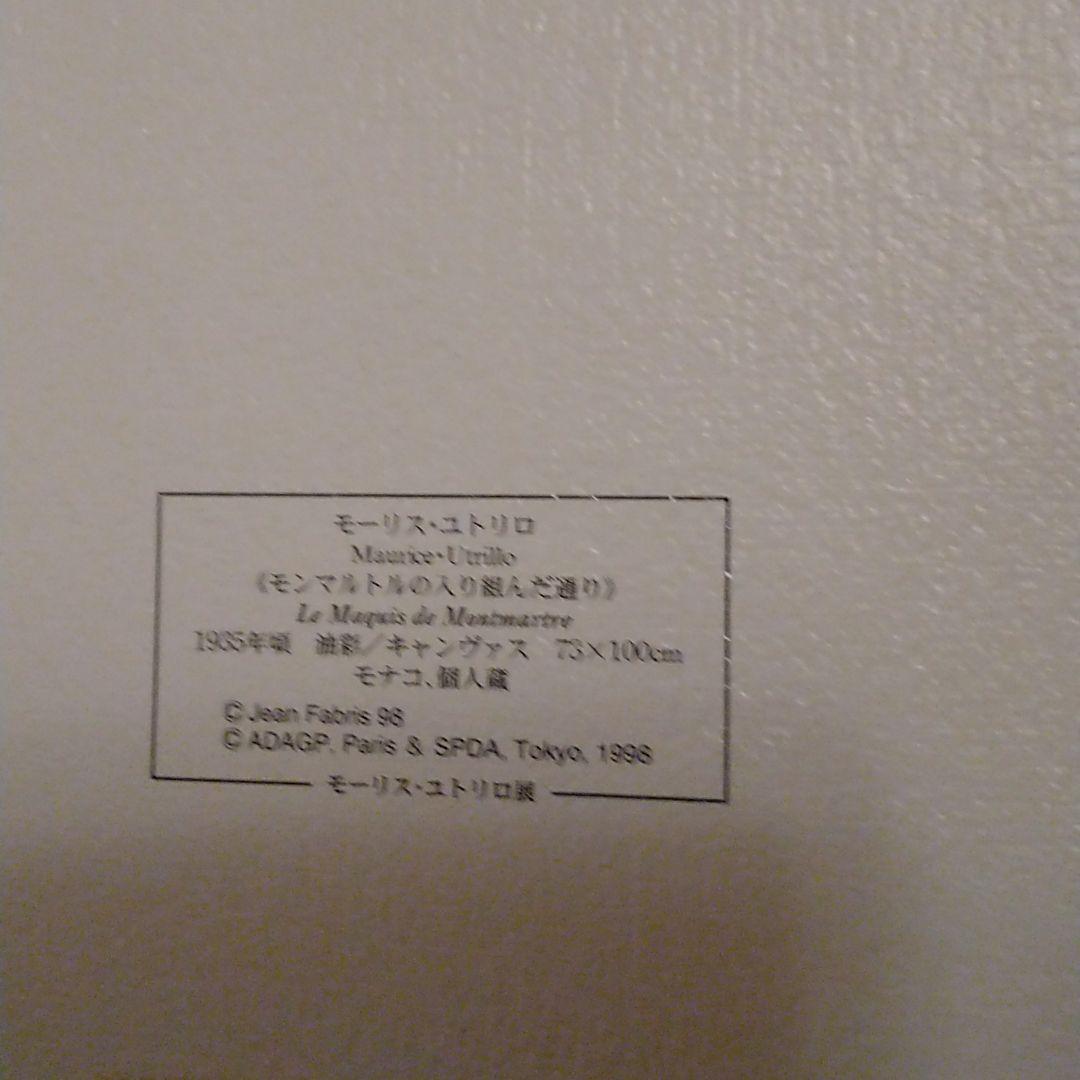 モーリス・ユトリロ
Maurice・Utrillo
《モンマルトルの入り組んだ通り》
Le Maquis de Montmartre
1935年頃 油彩／キャンヴァス 73×100cm
モナコ、個人蔵
© Jean Fabris 98
© ADAGP, Paris & SPDA, Tokyo, 1998
モーリス・ユトリロ展